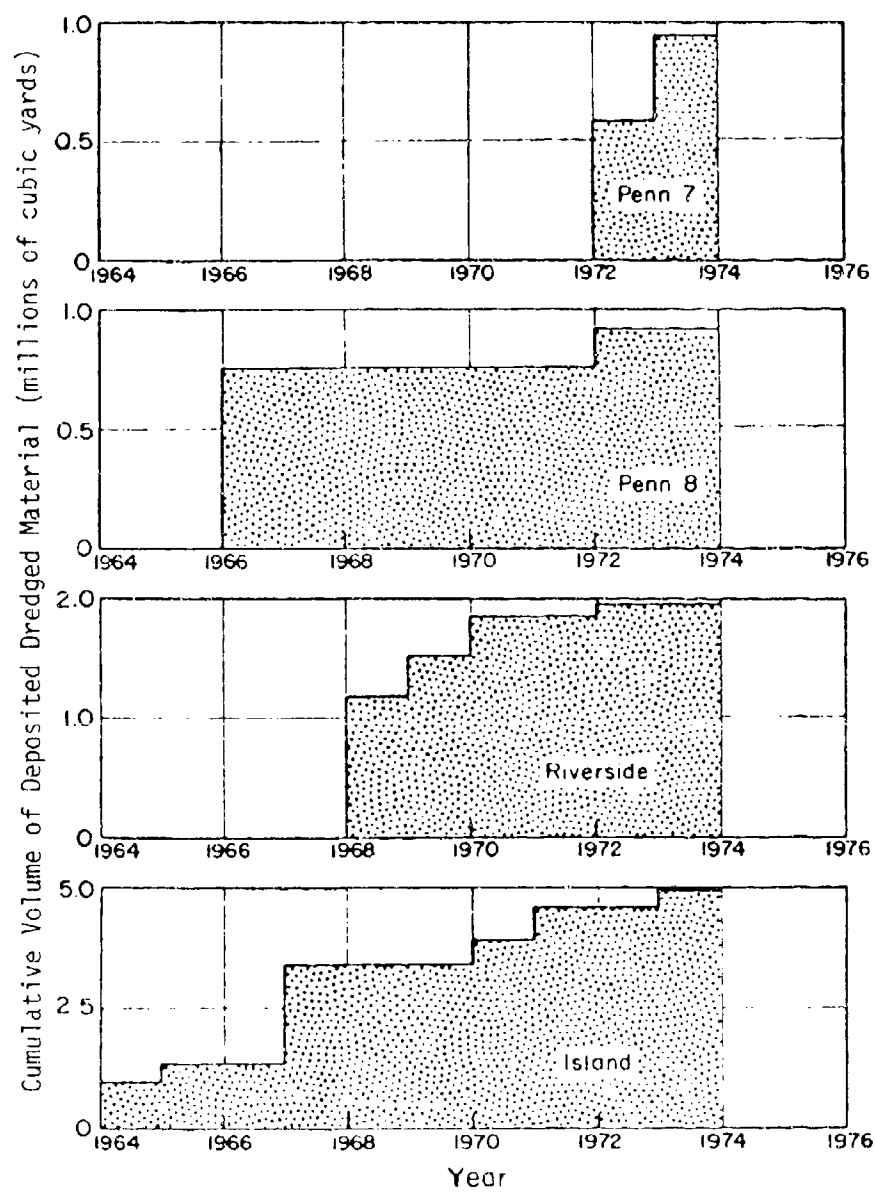 Cumulative Volume of Deposited Dredged Material (millions of cubic yards)
1.0
0.5
0
1964 1966 1968 1970 1972 1974 1976
Penn 7
1.0
0.5
0
1964 1966 1968 1970 1972 1974 1976
Penn 8
2.0
1.0
0
1964 1966 1968 1970 1972 1974 1976
Riverside
5.0
2 5
0
1964 1966 1968 1970 1972 1974 1976
Island
Year